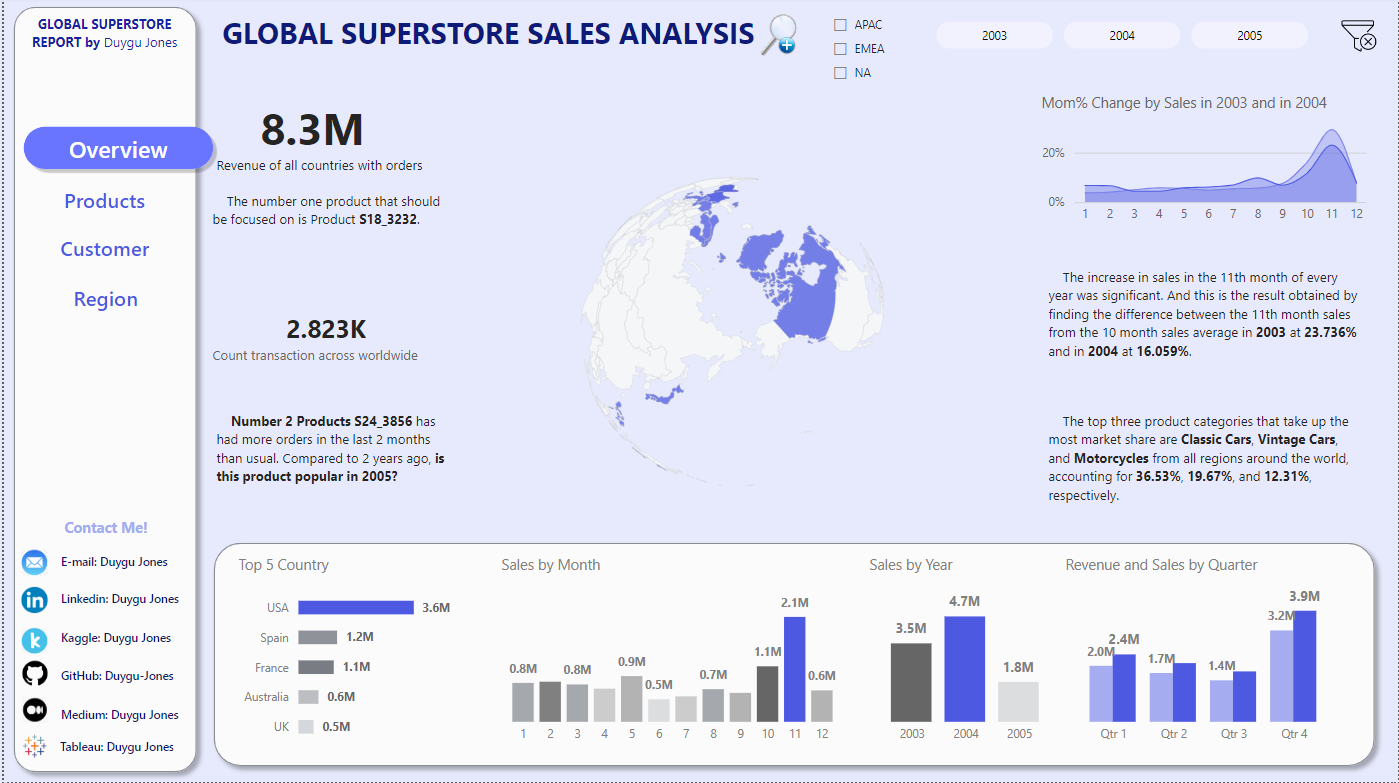 GLOBAL SUPERSTORE
REPORT by Duygu Jones
Overview
Products
Customer
Region
Contact Me!
E-mail: Duygu Jones
Linkedin: Duygu Jones
Kaggle: Duygu Jones
GitHub: Duygu-Jones
Medium: Duygu Jones
Tableau: Duygu Jones
GLOBAL SUPERSTORE SALES ANALYSIS
APAC
EMEA
NA
2003
2004
2005
8.3M
Revenue of all countries with orders
The number one product that should
be focused on is Product S18_3232.
2.823K
Count transaction across worldwide
Number 2 Products S24_3856 has
had more orders in the last 2 months
than usual. Compared to 2 years ago, is
this product popular in 2005?
Mom% Change by Sales in 2003 and in 2004
20%
0%
1 2 3 4 5 6 7 8 9 10 11 12
The increase in sales in the 11th month of every
year was significant. And this is the result obtained by
finding the difference between the 11th month sales
from the 10 month sales average in 2003 at 23.736%
and in 2004 at 16.059%.
The top three product categories that take up the
most market share are Classic Cars, Vintage Cars,
and Motorcycles from all regions around the world,
accounting for 36.53%, 19.67%, and 12.31%,
respectively.
Top 5 Country
USA 3.6M
Spain 1.2M
France 1.1M
Australia 0.6M
UK 0.5M
Sales by Month
0.8M 0.8M 0.9M 0.5M 0.7M 1.1M 2.1M 0.6M
1 2 3 4 5 6 7 8 9 10 11 12
Sales by Year
3.5M 4.7M 1.8M
2003 2004 2005
Revenue and Sales by Quarter
2.0M 2.4M 1.7M 1.4M 3.2M 3.9M
Qtr 1 Qtr 2 Qtr 3 Qtr 4